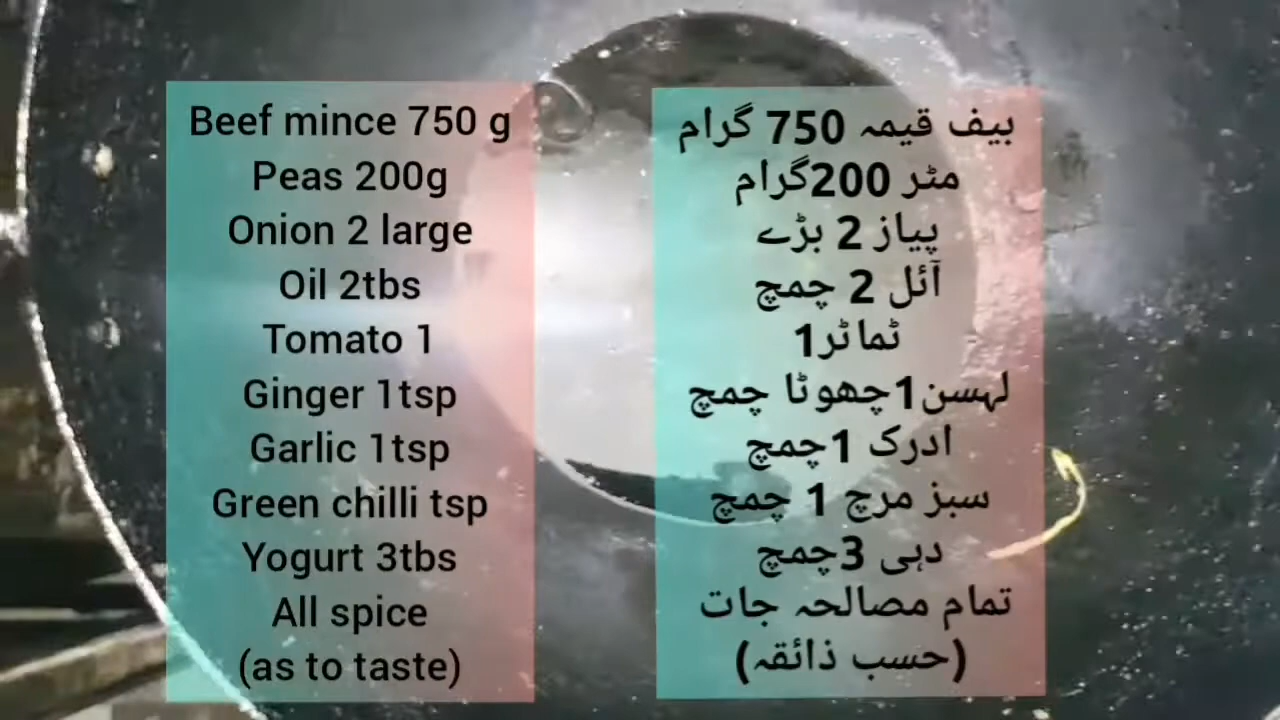 Beef mince 750 g
Peas 200g
Onion 2 large
Oil 2tbs
Tomato 1
Ginger 1tsp
Garlic 1tsp
Green chilli tsp
Yogurt 3tbs
All spice
(as to taste)
بیف قیمہ 750 گرام
مٹر 200گرام
پیاز 2 بڑے
آئل 2 چمچ
ٹماٹر1
لہسن1چھوٹا چمچ
ادرک 1چمچ
سبز مرچ 1 چمچ
دہی 3چمچ
تمام مصالحہ جات
(حسب ذائقہ)